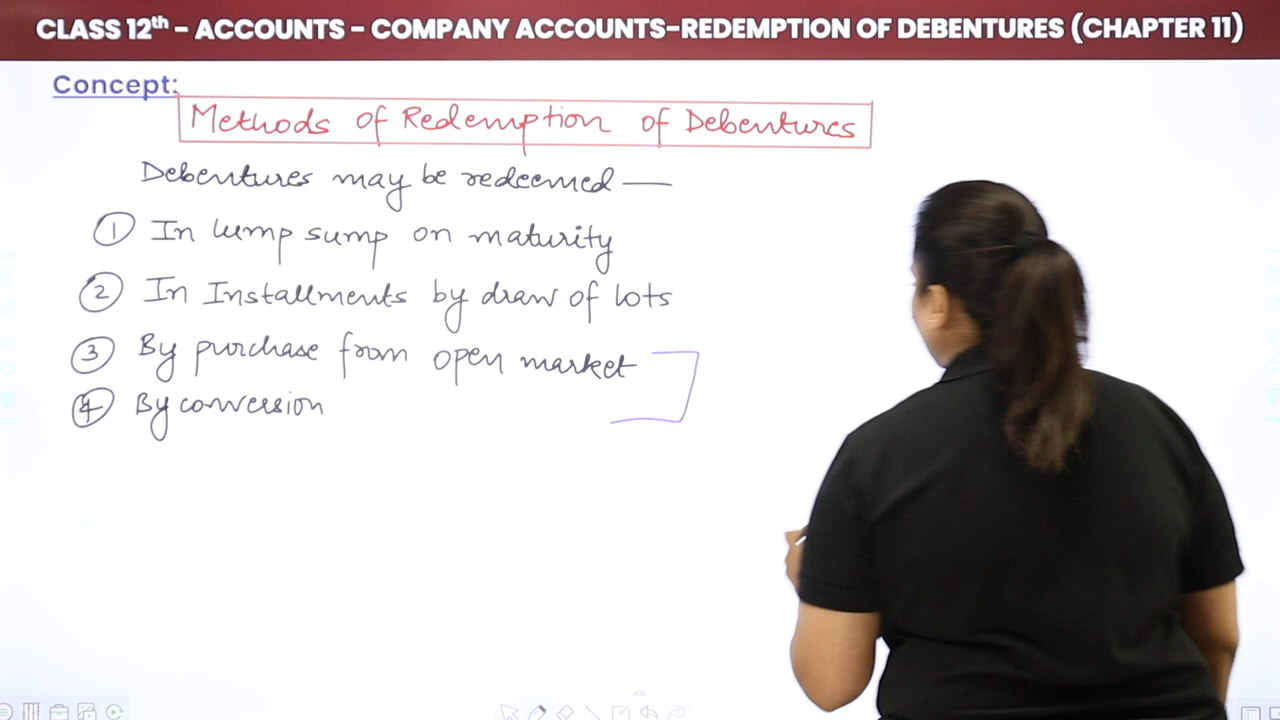 CLASS 12th – ACCOUNTS – COMPANY ACCOUNTS–REDEMPTION OF DEBENTURES (CHAPTER 11)
Concept:
Methods of Redemption of Debentures
Debentures may be redeemed —
① In lump sump on maturity
② In Installments by draw of lots
③ By purchase from open market
④ By conversion